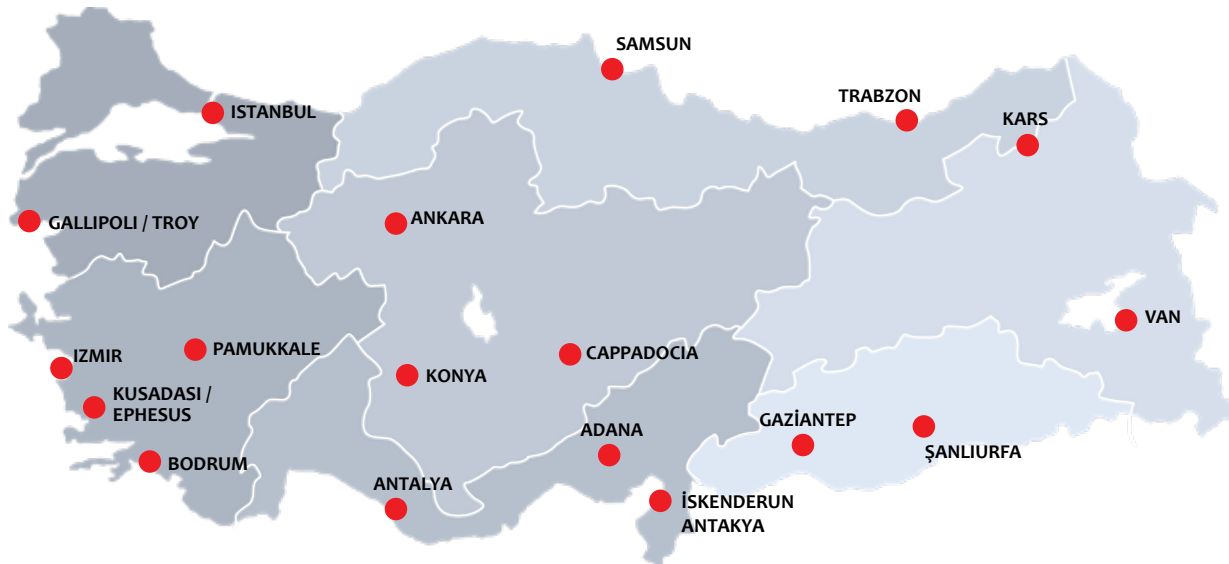 SAMSUN
TRABZON
ISTANBUL
KARS
ANKARA
GALLIPOLI / TROY
VAN
PAMUKKALE
IZMIR
CAPPADOCIA
KONYA
KUSADASI /
EPHESUS
GAZİANTEP
ADANA
ŞANLIURFA
BODRUM
ANTALYA
İSKENDERUN
ANTAKYA